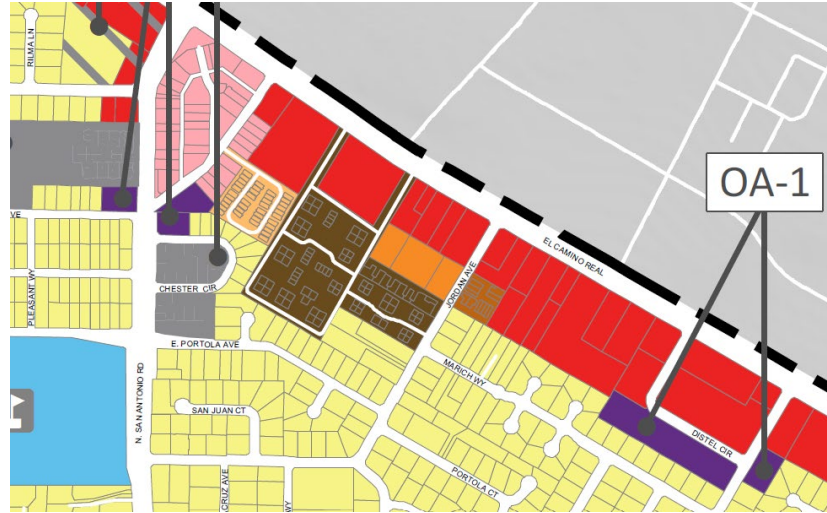 RILMA LN
OA-1
EL CAMINO REAL
VE
PLEASANT WY
CHESTER CIR
JORDAN AVE
E. PORTOLA AVE
N. SAN ANTONIO RD
MARICH WY
SAN JUAN CT
DISTEL CIR
PORTOLA CT
CRUZ AVE
WY